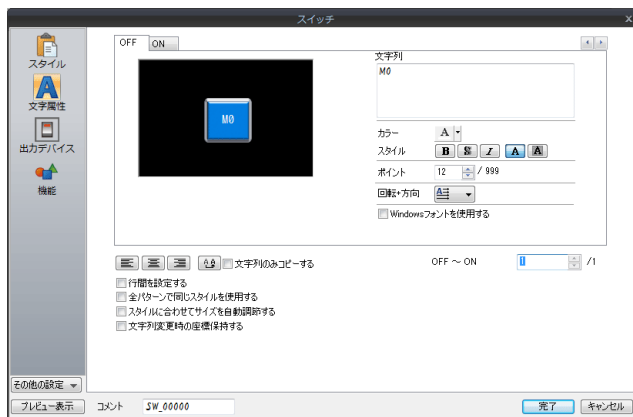 スイッチ
スタイル
文字属性
出力デバイス
機能
OFF
ON
M0
文字列
M0
カラー
A
スタイル
B S I A A
ポイント
12 / 999
回転+方向
A
Windowsフォントを使用する
文字列のみコピーする
OFF ～ ON
1 /1
行間を設定する
全パターンで同じスタイルを使用する
スタイルに合わせてサイズを自動調節する
文字列変更時の座標保持する
その他の設定
プレビュー表示
コメント
SW_00000
完了
キャンセル